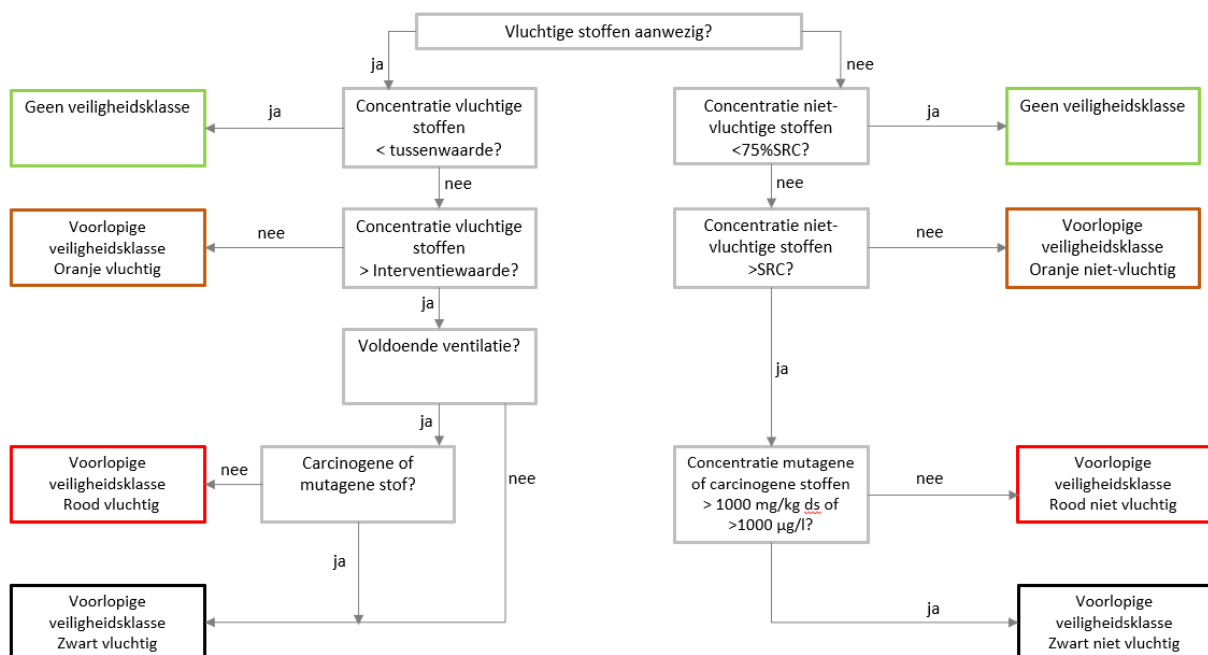 Vluchtige stoffen aanwezig?
ja
nee
Geen veiligheidsklasse
ja
Concentratie vluchtige
stoffen
< tussenwaarde?
Concentratie niet-
vluchtige stoffen
<75%SRC?
ja
Geen veiligheidsklasse
nee
nee
Voorlopige
veiligheidsklasse
Oranje vluchtig
nee
Concentratie vluchtige
stoffen
> Interventiewaarde?
Concentratie niet-
vluchtige stoffen
>SRC?
nee
Voorlopige
veiligheidsklasse
Oranje niet-vluchtig
ja
Voldoende ventilatie?
ja
ja
nee
Voorlopige
veiligheidsklasse
Rood vluchtig
nee
Carcinogene of
mutagene stof?
Concentratie mutagene
of carcinogene stoffen
> 1000 mg/kg ds of
>1000 µg/l?
nee
Voorlopige
veiligheidsklasse
Rood niet vluchtig
ja
Voorlopige
veiligheidsklasse
Zwart vluchtig
ja
Voorlopige
veiligheidsklasse
Zwart niet vluchtig